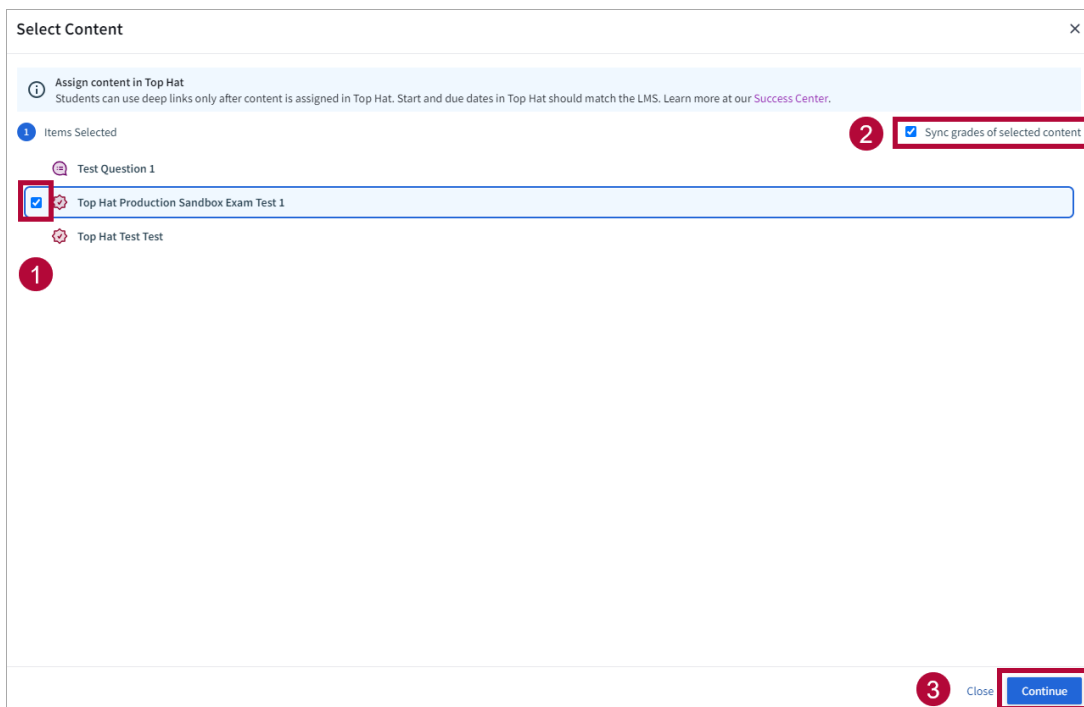 Select Content
Assign content in Top Hat
Students can use deep links only after content is assigned in Top Hat. Start and due dates in Top Hat should match the LMS. Learn more at our Success Center.
1 Items Selected
2 Sync grades of selected content
Test Question 1
Top Hat Production Sandbox Exam Test 1
Top Hat Test Test
1
3 Close Continue